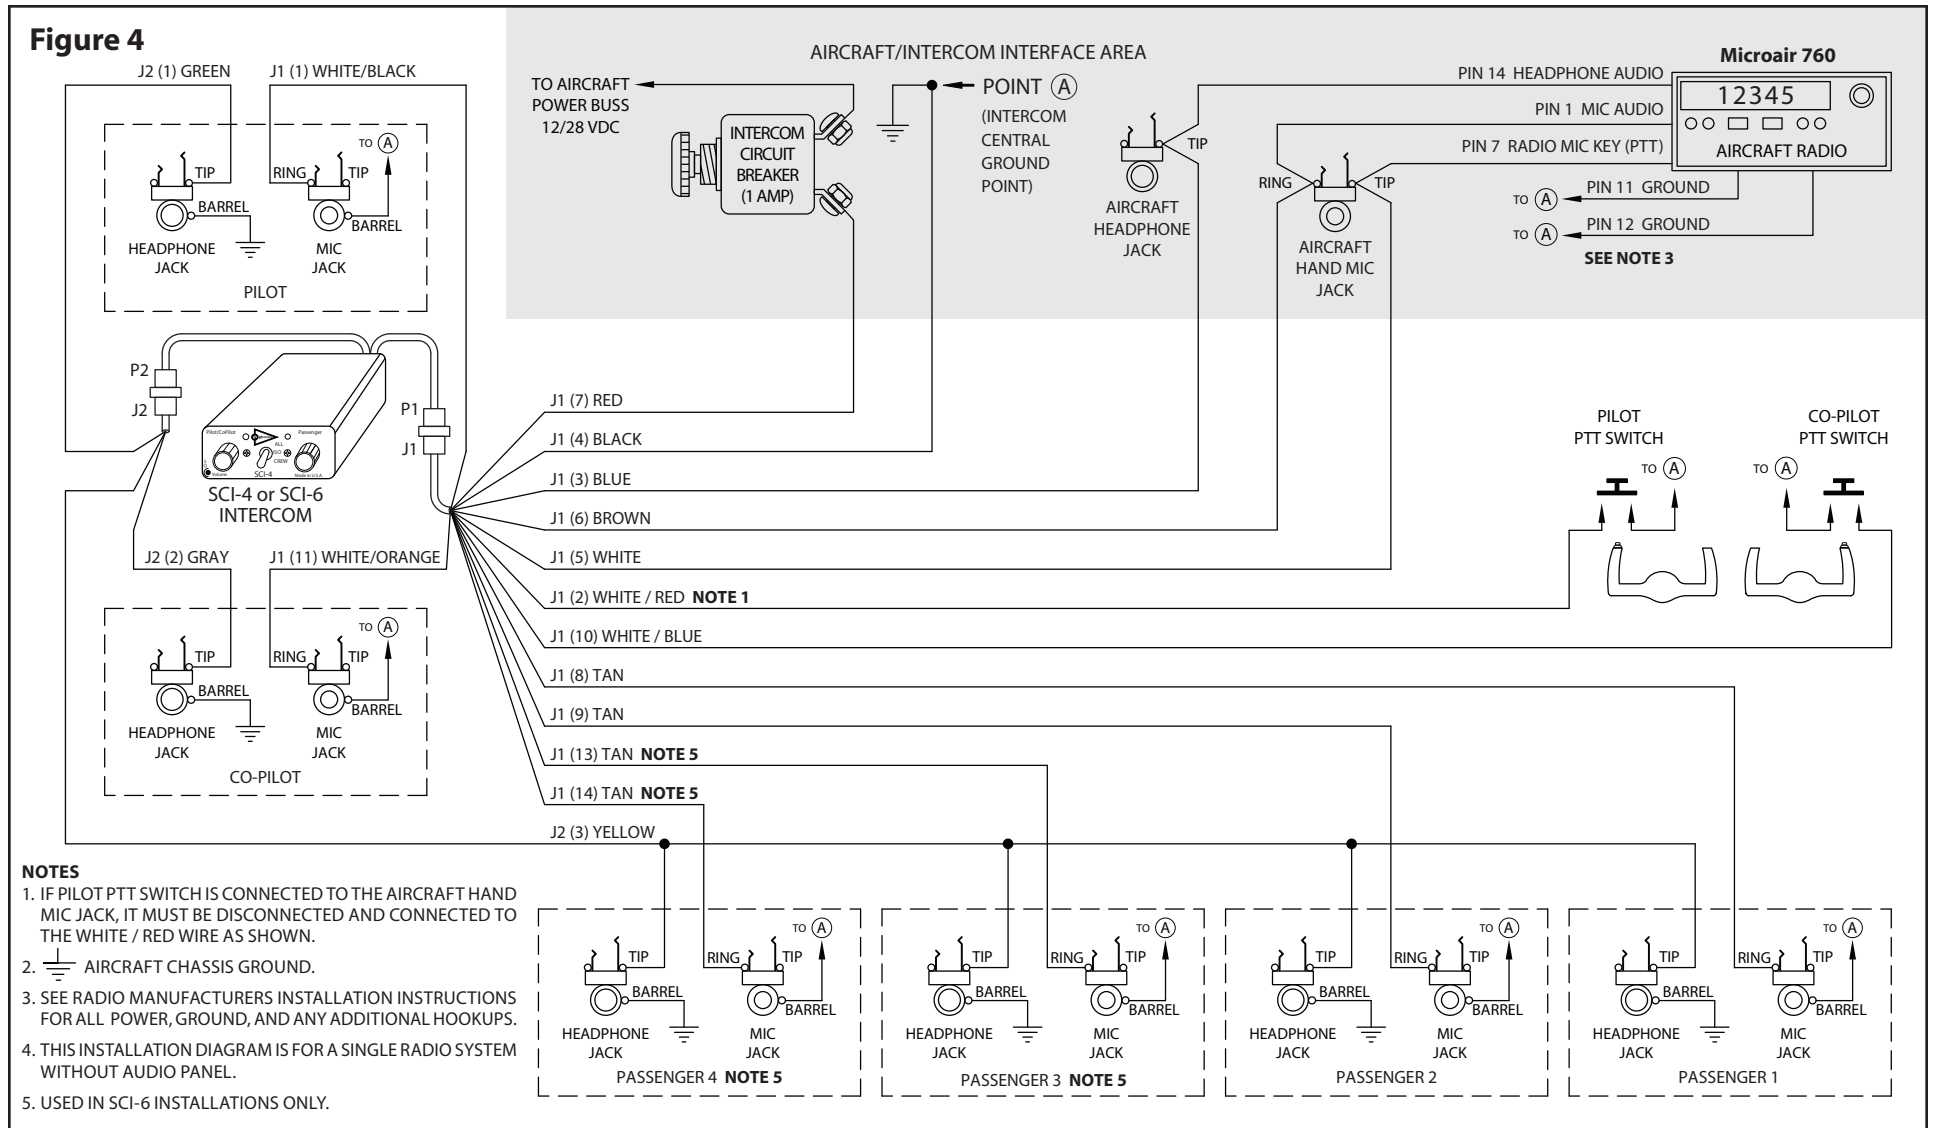 Figure 4
J2 (1) GREEN
J1 (1) WHITE/BLACK
TIP
BARREL
HEADPHONE
JACK
RING
TIP
TO A
BARREL
MIC
JACK
PILOT
AIRCRAFT/INTERCOM INTERFACE AREA
TO AIRCRAFT
POWER BUSS
12/28 VDC
INTERCOM
CIRCUIT
BREAKER
(1 AMP)
POINT A
(INTERCOM
CENTRAL
GROUND
POINT)
TIP
AIRCRAFT
HEADPHONE
JACK
RING
TIP
AIRCRAFT
HAND MIC
JACK
Microair 760
PIN 14 HEADPHONE AUDIO
PIN 1 MIC AUDIO
PIN 7 RADIO MIC KEY (PTT)
12345
AIRCRAFT RADIO
TO A
PIN 11 GROUND
TO A
PIN 12 GROUND
SEE NOTE 3
P2
J2
P1
J1
Pilot/CoPilot
Passenger
ALL
ISO
CREW
Volume
SCI-4
Made in U.S.A.
SCI-4 or SCI-6
INTERCOM
J2 (2) GRAY
J1 (11) WHITE/ORANGE
TIP
BARREL
HEADPHONE
JACK
RING
TIP
TO A
BARREL
MIC
JACK
CO-PILOT
J1 (7) RED
J1 (4) BLACK
J1 (3) BLUE
J1 (6) BROWN
J1 (5) WHITE
J1 (2) WHITE / RED NOTE 1
J1 (10) WHITE / BLUE
J1 (8) TAN
J1 (9) TAN
J1 (13) TAN NOTE 5
J1 (14) TAN NOTE 5
J2 (3) YELLOW
PILOT
PTT SWITCH
TO A
CO-PILOT
PTT SWITCH
TO A
NOTES
1. IF PILOT PTT SWITCH IS CONNECTED TO THE AIRCRAFT HAND
MIC JACK, IT MUST BE DISCONNECTED AND CONNECTED TO
THE WHITE / RED WIRE AS SHOWN.
2. AIRCRAFT CHASSIS GROUND.
3. SEE RADIO MANUFACTURERS INSTALLATION INSTRUCTIONS
FOR ALL POWER, GROUND, AND ANY ADDITIONAL HOOKUPS.
4. THIS INSTALLATION DIAGRAM IS FOR A SINGLE RADIO SYSTEM
WITHOUT AUDIO PANEL.
5. USED IN SCI-6 INSTALLATIONS ONLY.
TIP
BARREL
HEADPHONE
JACK
RING
TIP
TO A
BARREL
MIC
JACK
PASSENGER 4 NOTE 5
TIP
BARREL
HEADPHONE
JACK
RING
TIP
TO A
BARREL
MIC
JACK
PASSENGER 3 NOTE 5
TIP
BARREL
HEADPHONE
JACK
RING
TIP
TO A
BARREL
MIC
JACK
PASSENGER 2
TIP
BARREL
HEADPHONE
JACK
RING
TIP
TO A
BARREL
MIC
JACK
PASSENGER 1